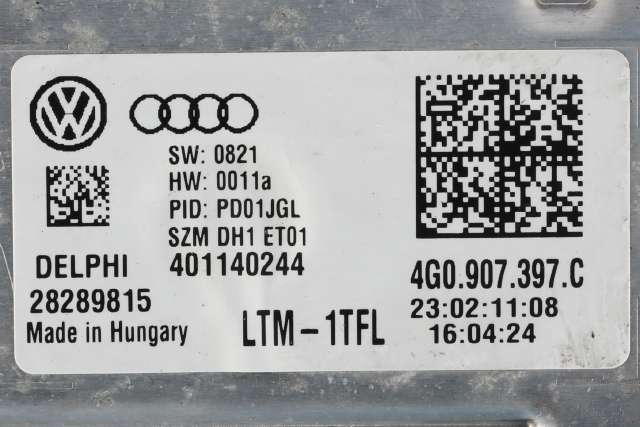 SW: 0821
HW: 0011a
PID: PD01JGL
SZM DH1 ET01
DELPHI 401140244
28289815
Made in Hungary
LTM-1TFL
4G0.907.397.C
23:02:11:08
16:04:24